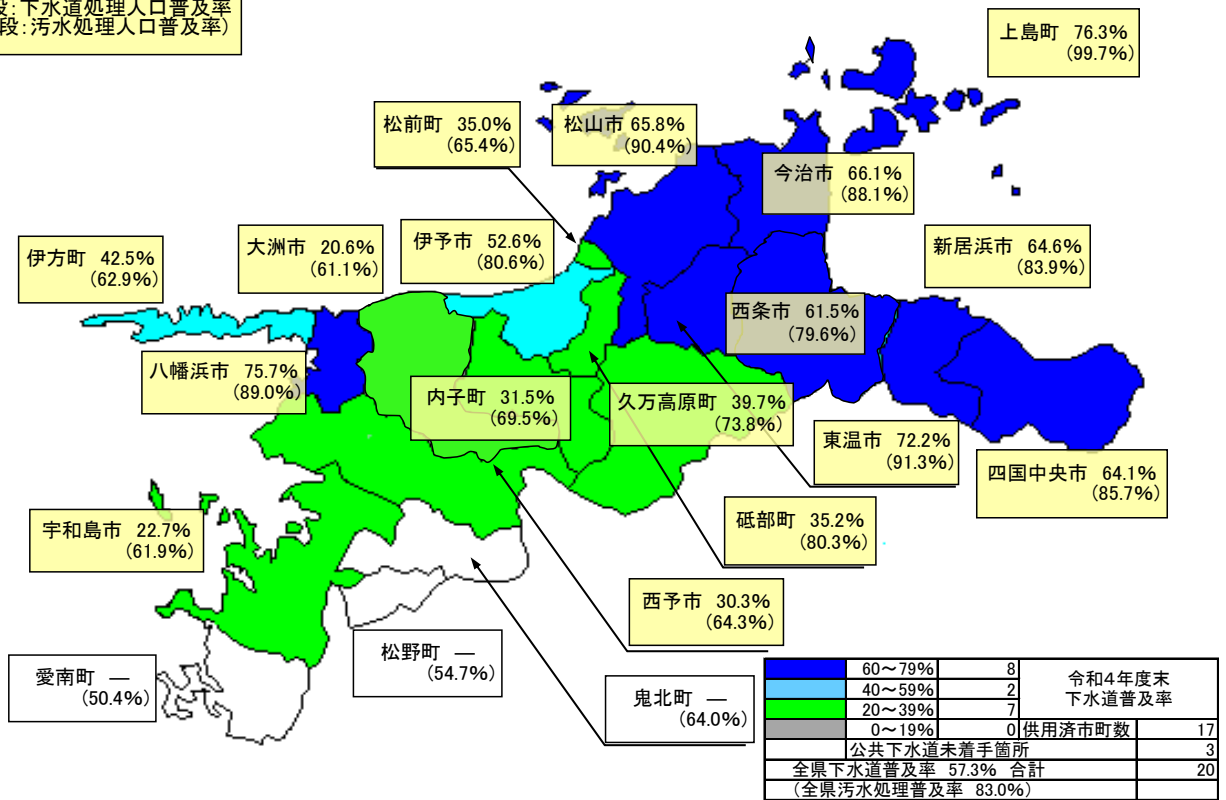 段：下水道処理人口普及率
段：汚水処理人口普及率）
上島町 76.3%
(99.7%)
松前町 35.0%
(65.4%)
松山市 65.8%
(90.4%)
今治市 66.1%
(88.1%)
伊方町 42.5%
(62.9%)
大洲市 20.6%
(61.1%)
伊予市 52.6%
(80.6%)
新居浜市 64.6%
(83.9%)
西条市 61.5%
(79.6%)
八幡浜市 75.7%
(89.0%)
内子町 31.5%
(69.5%)
久万高原町 39.7%
(73.8%)
東温市 72.2%
(91.3%)
四国中央市 64.1%
(85.7%)
宇和島市 22.7%
(61.9%)
砥部町 35.2%
(80.3%)
西予市 30.3%
(64.3%)
愛南町 ―
(50.4%)
松野町 ―
(54.7%)
鬼北町 ―
(64.0%)
60～79% 8
40～59% 2
20～39% 7
0～19% 0
令和4年度末
下水道普及率
供用済市町数 17
公共下水道未着手箇所 3
全県下水道普及率 57.3% 合計 20
（全県汚水処理普及率 83.0%）